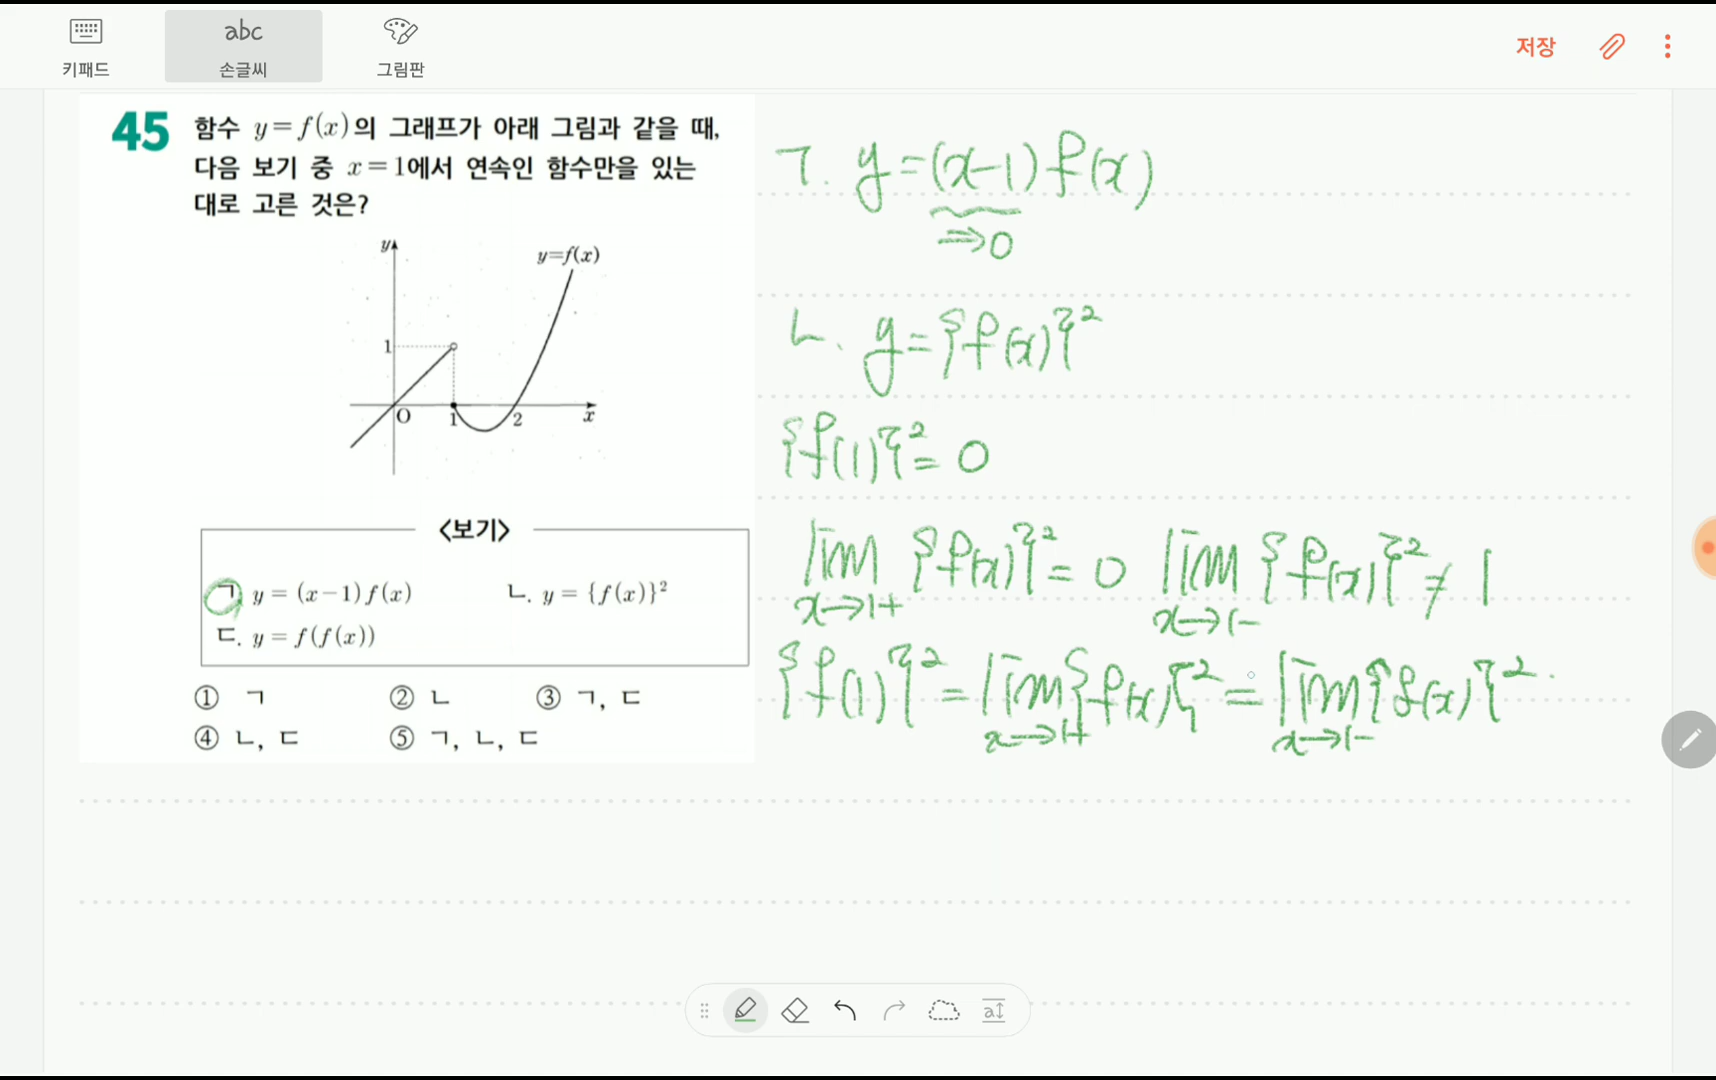 키패드
abc
손글씨
그림판
저장
45 함수 y=f(x)의 그래프가 아래 그림과 같을 때,
다음 보기 중 x=1에서 연속인 함수만을 있는
대로 고른 것은?
y
y=f(x)
1
O 1 2 x
<보기>
ㄱ y = (x-1)f(x) ㄴ. y = {f(x)}²
ㄷ. y = f(f(x))
① ㄱ ② ㄴ ③ ㄱ, ㄷ
④ ㄴ, ㄷ ⑤ ㄱ, ㄴ, ㄷ
ㄱ. y=(x-1)f(x)
⇒0
ㄴ. y={f(x)}²
{f(1)}²=0
lim {f(x)}²=0 lim {f(x)}²≠1
x→1+ x→1-
{f(1)}²=lim{f(x)}²=lim{f(x)}².
x→1+ x→1-
a